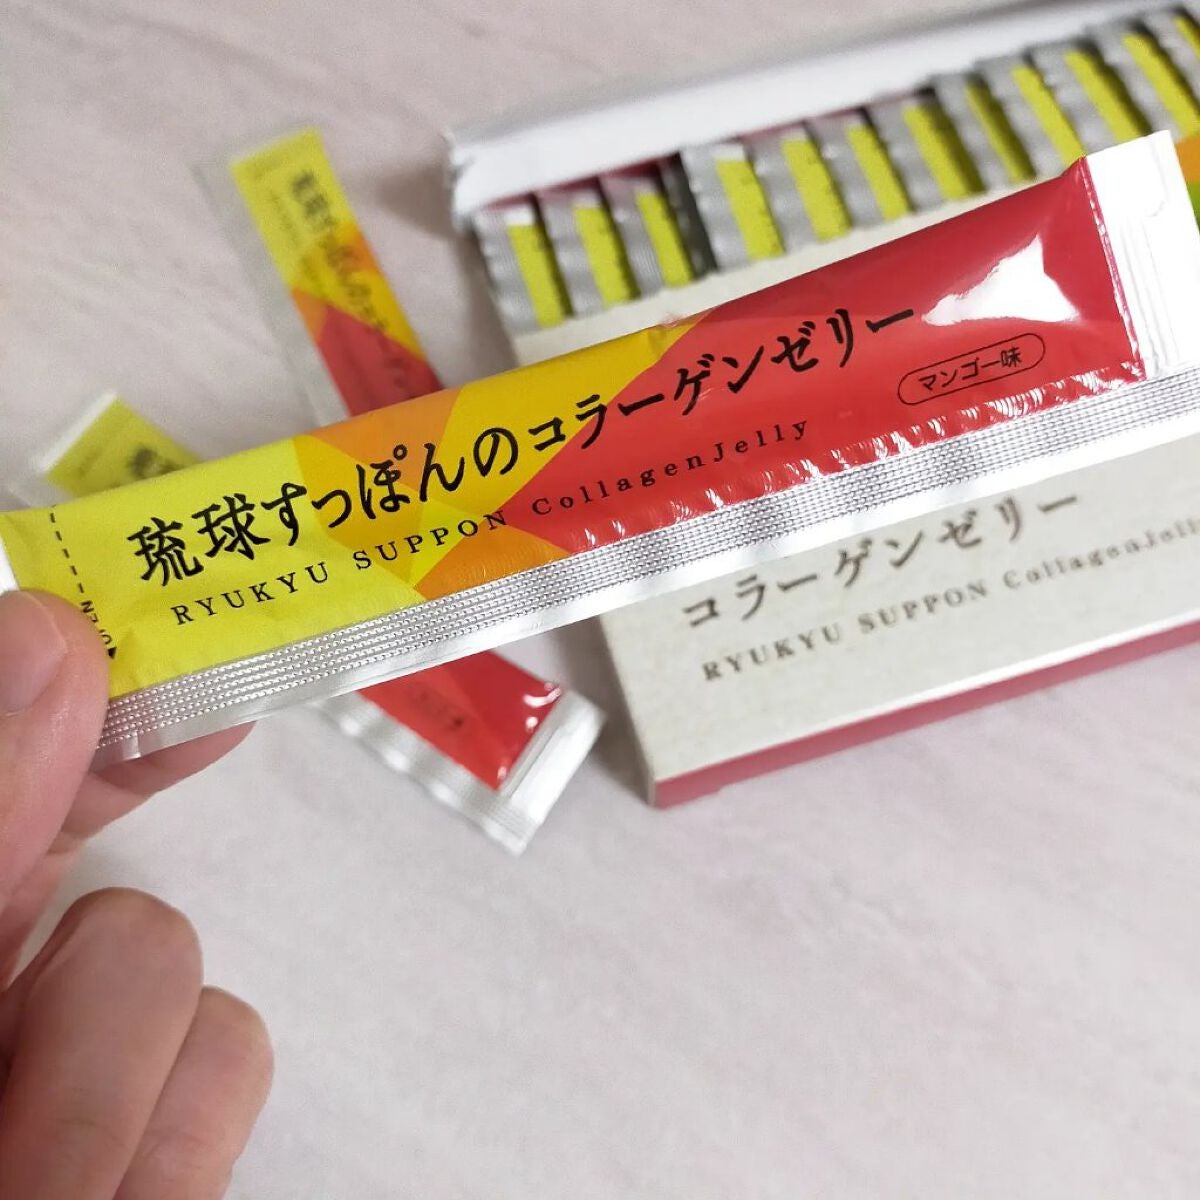 琉球すっぽんのコラーゲンゼリー
RYUKYU SUPPON CollagenJelly
マンゴー味
コラーゲンゼリー
RYUKYU SUPPON CollagenJelly